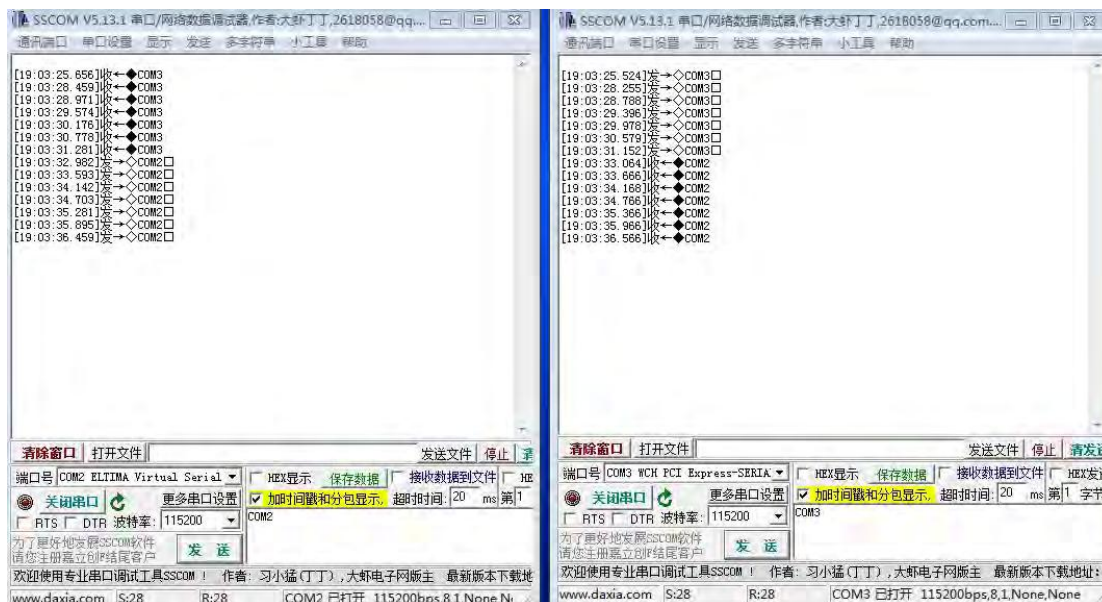 SSCOM V5.13.1 串口/网络数据调试器,作者:大虾丁丁,2618058@qq....
通讯端口 串口设置 显示 发送 多字符串 小工具 帮助
[19:03:25.656]收←◆COM3
[19:03:28.459]收←◆COM3
[19:03:28.971]收←◆COM3
[19:03:29.574]收←◆COM3
[19:03:30.176]收←◆COM3
[19:03:30.778]收←◆COM3
[19:03:31.281]收←◆COM3
[19:03:32.982]发→◇COM2□
[19:03:33.593]发→◇COM2□
[19:03:34.142]发→◇COM2□
[19:03:34.703]发→◇COM2□
[19:03:35.281]发→◇COM2□
[19:03:35.895]发→◇COM2□
[19:03:36.459]发→◇COM2□
清除窗口 打开文件 发送文件 停止
端口号 COM2 ELTIMA Virtual Serial HEX显示 保存数据 接收数据到文件 HE
关闭串口 更多串口设置 加时间戳和分包显示, 超时时间: 20 ms 第1
RTS DTR 波特率: 115200
COM2
为了更好地发展SSCOM软件
请您注册嘉立创F结尾客户
发 送
欢迎使用专业串口调试工具SSCOM ! 作者: 习小猛(丁丁),大虾电子网版主 最新版本下载地
www.daxia.com S:28 R:28 COM2 已打开 115200bps,8,1,None,N
SSCOM V5.13.1 串口/网络数据调试器,作者:大虾丁丁,2618058@qq.com....
通讯端口 串口设置 显示 发送 多字符串 小工具 帮助
[19:03:25.524]发→◇COM3□
[19:03:28.255]发→◇COM3□
[19:03:28.788]发→◇COM3□
[19:03:29.396]发→◇COM3□
[19:03:29.978]发→◇COM3□
[19:03:30.579]发→◇COM3□
[19:03:31.152]发→◇COM3□
[19:03:33.064]收←◆COM2
[19:03:33.666]收←◆COM2
[19:03:34.168]收←◆COM2
[19:03:34.766]收←◆COM2
[19:03:35.366]收←◆COM2
[19:03:35.966]收←◆COM2
[19:03:36.566]收←◆COM2
清除窗口 打开文件 发送文件 停止 清发送
端口号 COM3 WCH PCI Express-SERIA HEX显示 保存数据 接收数据到文件 HEX发
关闭串口 更多串口设置 加时间戳和分包显示, 超时时间: 20 ms 第1 字节
RTS DTR 波特率: 115200
COM3
为了更好地发展SSCOM软件
请您注册嘉立创F结尾客户
发 送
欢迎使用专业串口调试工具SSCOM ! 作者: 习小猛(丁丁),大虾电子网版主 最新版本下载地址:
www.daxia.com S:28 R:28 COM3 已打开 115200bps,8,1,None,None